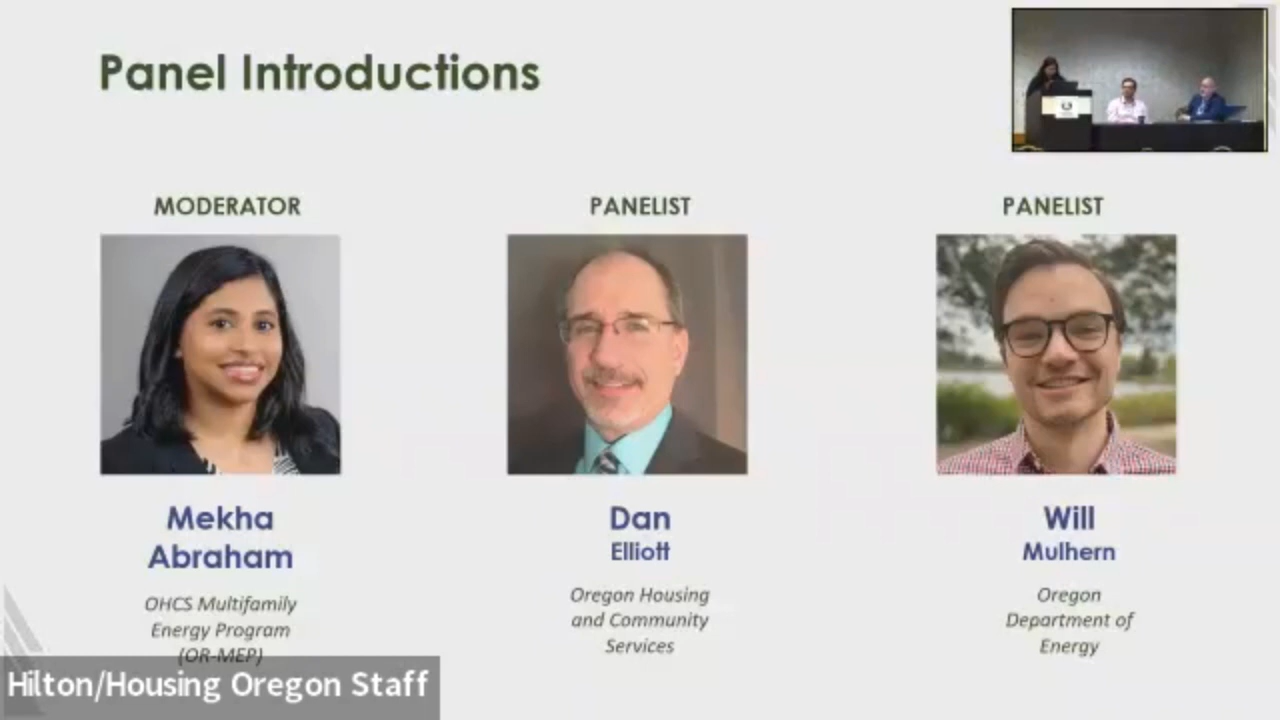 Panel Introductions
MODERATOR
Mekha
Abraham
OHCS Multifamily
Energy Program
(OR-MEP)
PANELIST
Dan
Elliott
Oregon Housing
and Community
Services
PANELIST
Will
Mulhern
Oregon
Department of
Energy
Hilton/Housing Oregon Staff